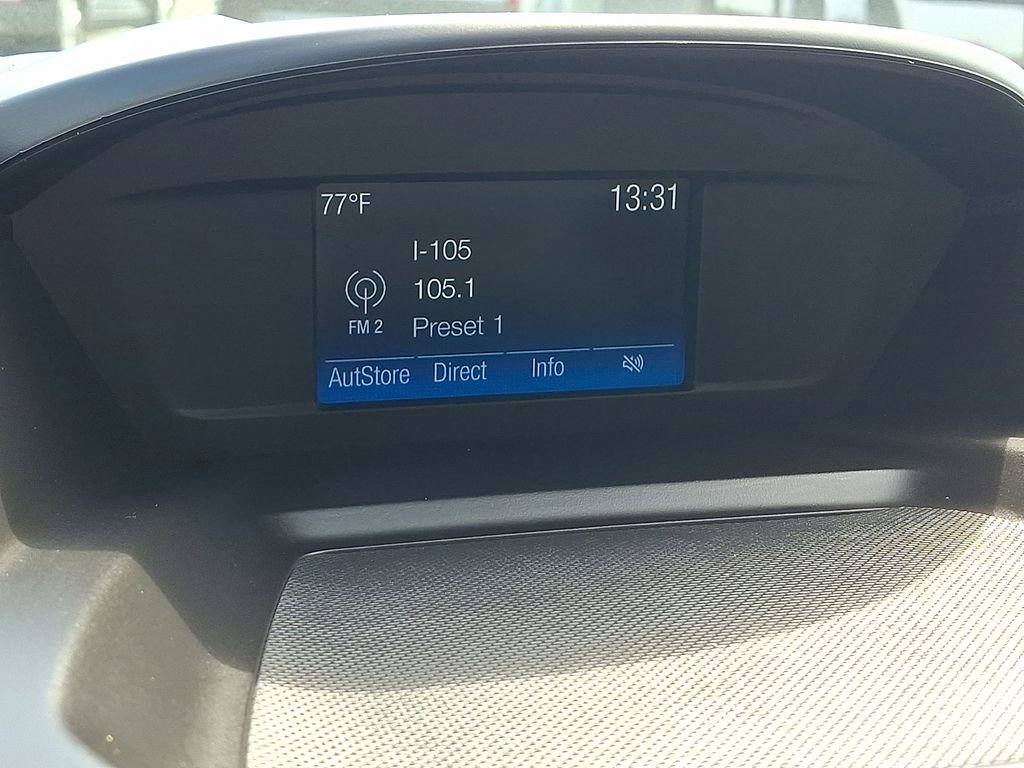 77°F 13:31
I-105
105.1
FM 2 Preset 1
AutStore Direct Info